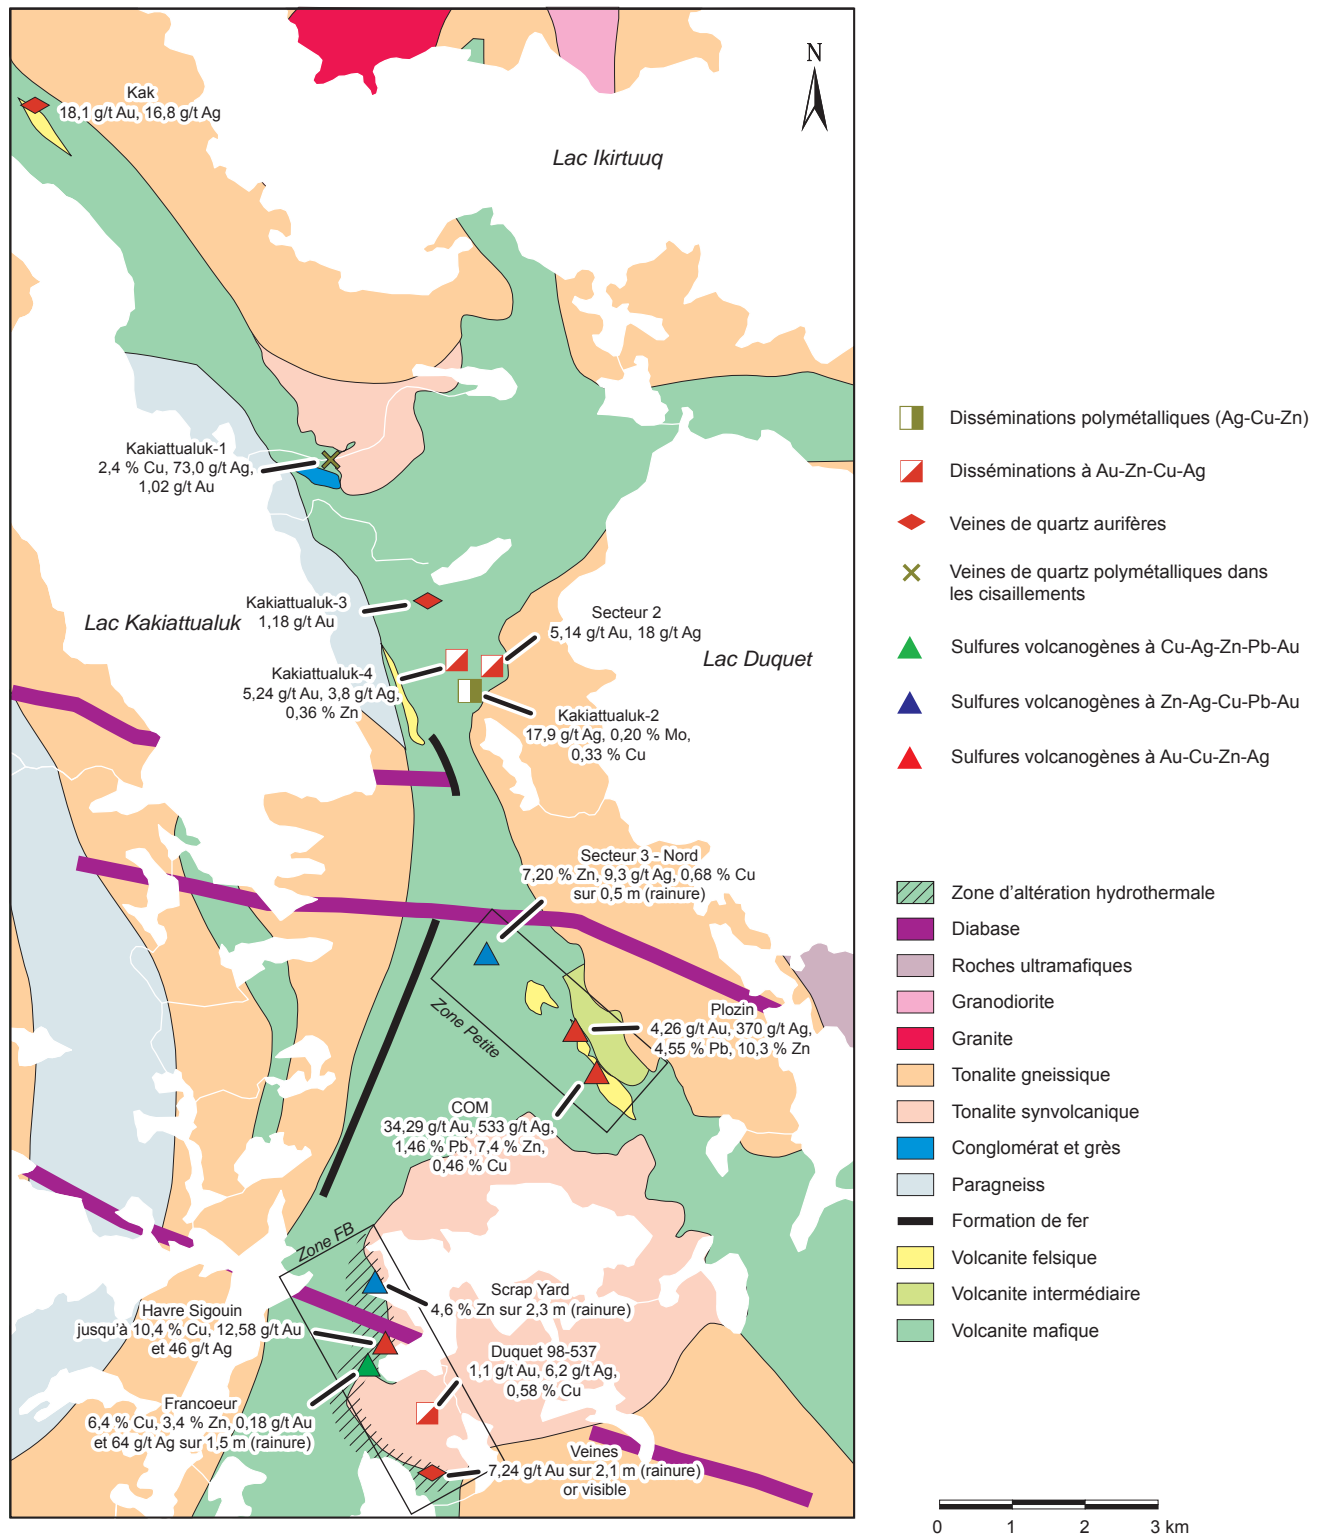 N
Kak
18,1 g/t Au, 16,8 g/t Ag
Lac Ikirtuuq
Kakiattualuk-1
2,4 % Cu, 73,0 g/t Ag,
1,02 g/t Au
Kakiattualuk-3
1,18 g/t Au
Lac Kakiattualuk
Secteur 2
5,14 g/t Au, 18 g/t Ag
Lac Duquet
Kakiattualuk-4
5,24 g/t Au, 3,8 g/t Ag,
0,36 % Zn
Kakiattualuk-2
17,9 g/t Ag, 0,20 % Mo,
0,33 % Cu
Secteur 3 - Nord
7,20 % Zn, 9,3 g/t Ag, 0,68 % Cu
sur 0,5 m (rainure)
Zone Petite
Plozin
4,26 g/t Au, 370 g/t Ag,
4,55 % Pb, 10,3 % Zn
COM
34,29 g/t Au, 533 g/t Ag,
1,46 % Pb, 7,4 % Zn,
0,46 % Cu
Zone FB
Scrap Yard
4,6 % Zn sur 2,3 m (rainure)
Havre Sigouin
jusqu'à 10,4 % Cu, 12,58 g/t Au
et 46 g/t Ag
Duquet 98-537
1,1 g/t Au, 6,2 g/t Ag,
0,58 % Cu
Francoeur
6,4 % Cu, 3,4 % Zn, 0,18 g/t Au
et 64 g/t Ag sur 1,5 m (rainure)
Veines
7,24 g/t Au sur 2,1 m (rainure)
or visible
Disséminations polymétalliques (Ag-Cu-Zn)
Disséminations à Au-Zn-Cu-Ag
Veines de quartz aurifères
Veines de quartz polymétalliques dans
les cisaillements
Sulfures volcanogènes à Cu-Ag-Zn-Pb-Au
Sulfures volcanogènes à Zn-Ag-Cu-Pb-Au
Sulfures volcanogènes à Au-Cu-Zn-Ag
Zone d'altération hydrothermale
Diabase
Roches ultramafiques
Granodiorite
Granite
Tonalite gneissique
Tonalite synvolcanique
Conglomérat et grès
Paragneiss
Formation de fer
Volcanite felsique
Volcanite intermédiaire
Volcanite mafique
0 1 2 3 km